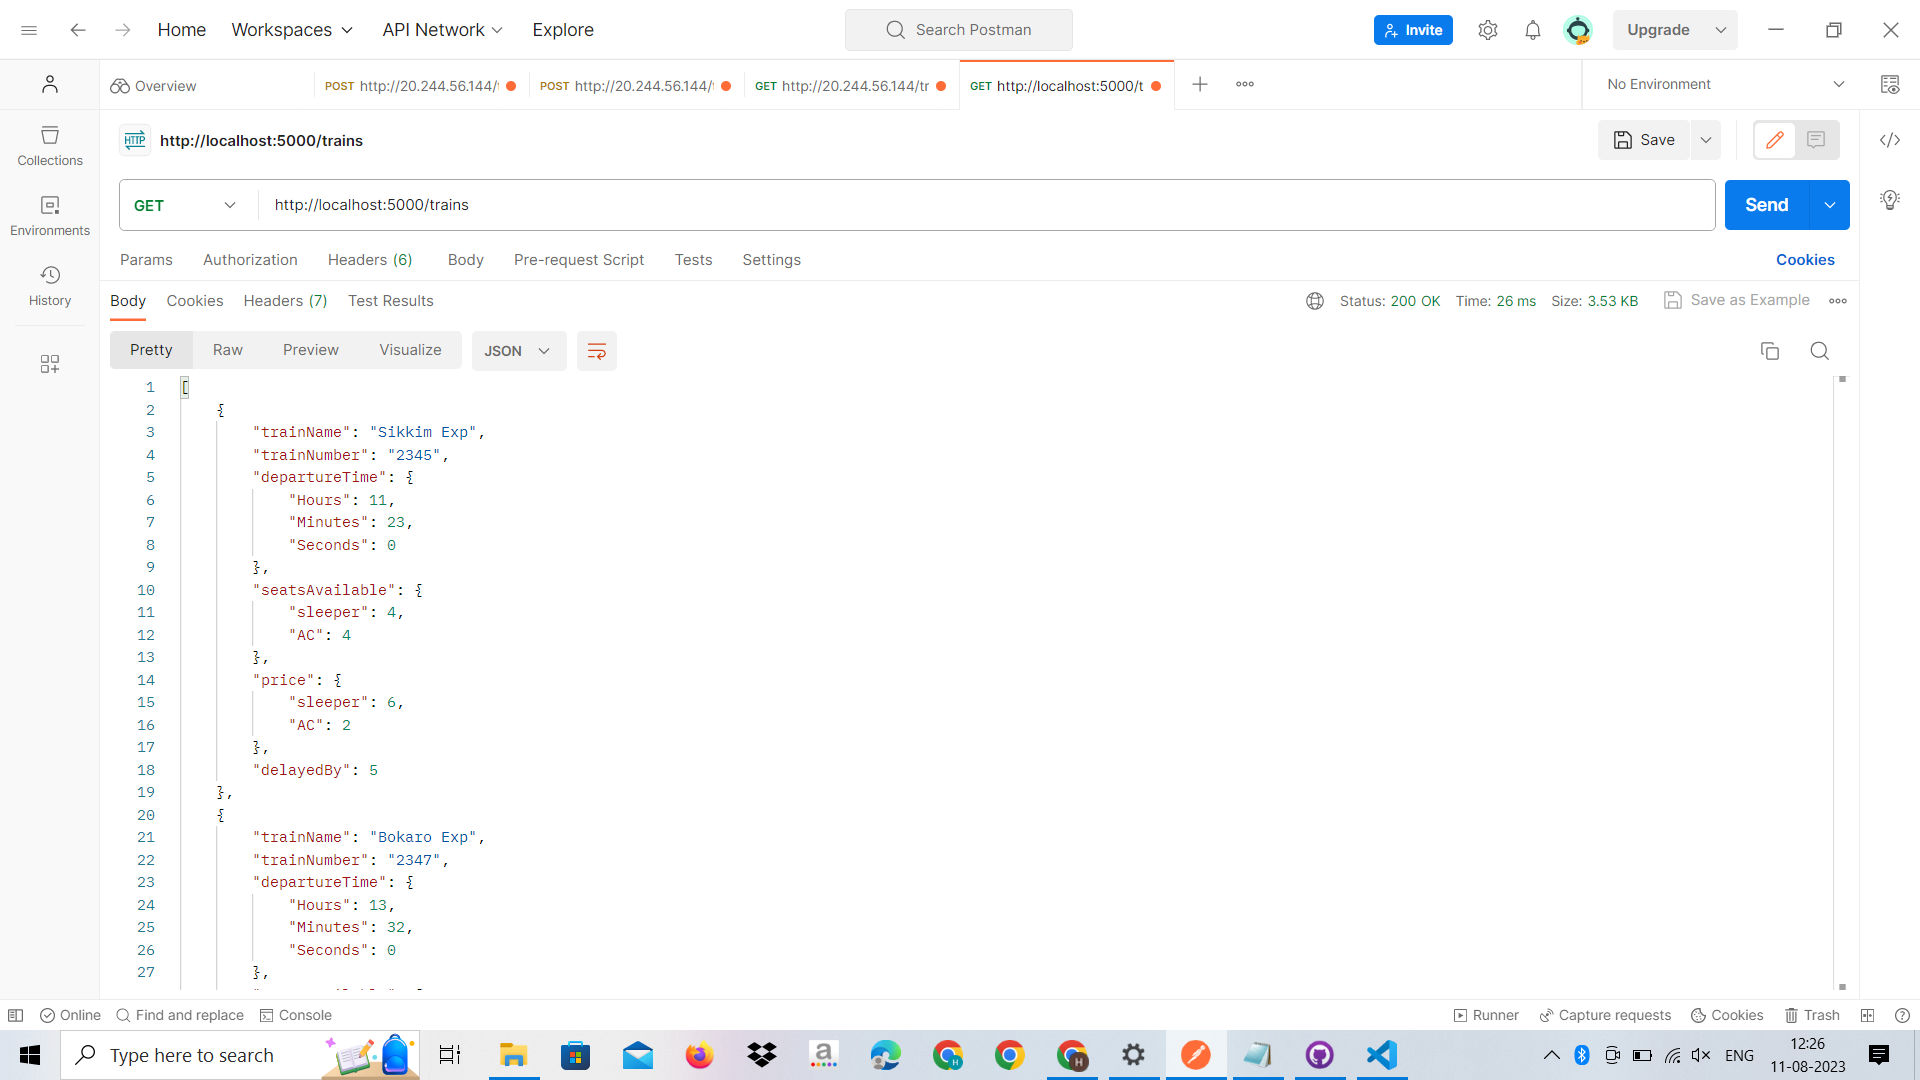 Home Workspaces API Network Explore Search Postman Invite Upgrade
Overview POST http://20.244.56.144/ POST http://20.244.56.144/ GET http://20.244.56.144/tr GET http://localhost:5000/t No Environment
HTTP http://localhost:5000/trains Save
Collections
Environments
History
GET http://localhost:5000/trains Send
Params Authorization Headers (6) Body Pre-request Script Tests Settings Cookies
Body Cookies Headers (7) Test Results Status: 200 OK Time: 26 ms Size: 3.53 KB Save as Example
Pretty Raw Preview Visualize JSON
1 [
2 {
3 "trainName": "Sikkim Exp",
4 "trainNumber": "2345",
5 "departureTime": {
6 "Hours": 11,
7 "Minutes": 23,
8 "Seconds": 0
9 },
10 "seatsAvailable": {
11 "sleeper": 4,
12 "AC": 4
13 },
14 "price": {
15 "sleeper": 6,
16 "AC": 2
17 },
18 "delayedBy": 5
19 },
20 {
21 "trainName": "Bokaro Exp",
22 "trainNumber": "2347",
23 "departureTime": {
24 "Hours": 13,
25 "Minutes": 32,
26 "Seconds": 0
27 },
Online Find and replace Console Runner Capture requests Cookies Trash
Type here to search ENG 12:26
11-08-2023